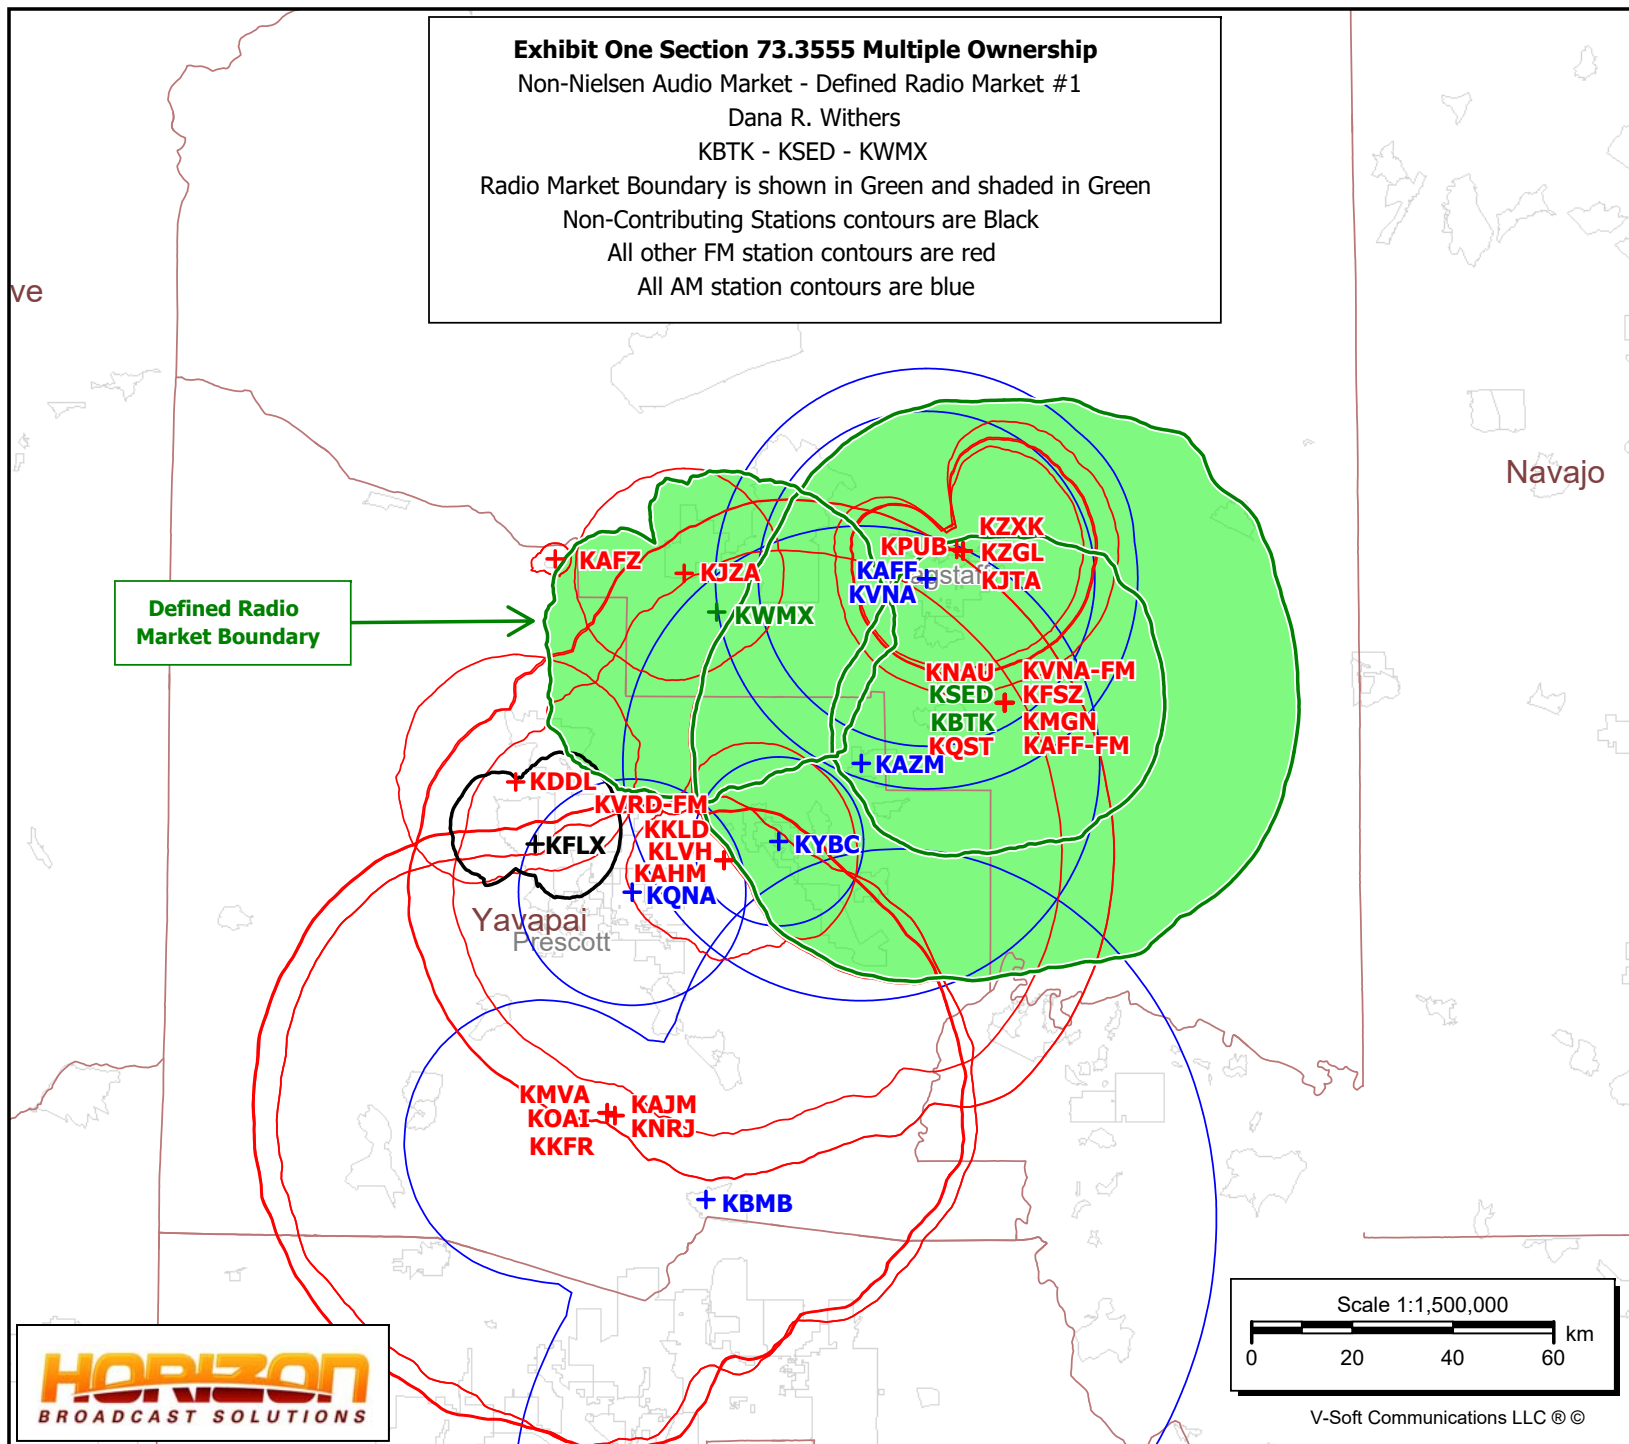 Exhibit One Section 73.3555 Multiple Ownership
Non-Nielsen Audio Market - Defined Radio Market #1
Dana R. Withers
KBTK - KSED - KWMX
Radio Market Boundary is shown in Green and shaded in Green
Non-Contributing Stations contours are Black
All other FM station contours are red
All AM station contours are blue
ve
Navajo
KZXK
KPUB
KZGL
KAFZ
KJZA
KAFF
agstaff
KJTA
KVNA
Defined Radio
Market Boundary
KWMX
KNAU
KVNA-FM
KSED
KFSZ
KBTK
KMGN
KQST
KAFF-FM
KAZM
KDDL
KVRD-FM
KKLD
KFLX
KLVH
KYBC
KAHM
KQNA
Yavapai
Prescott
KMVA
KAJM
KOAI
KNRJ
KKFR
KBMB
Scale 1:1,500,000
km
0 20 40 60
HORIZON
BROADCAST SOLUTIONS
V-Soft Communications LLC ® ©